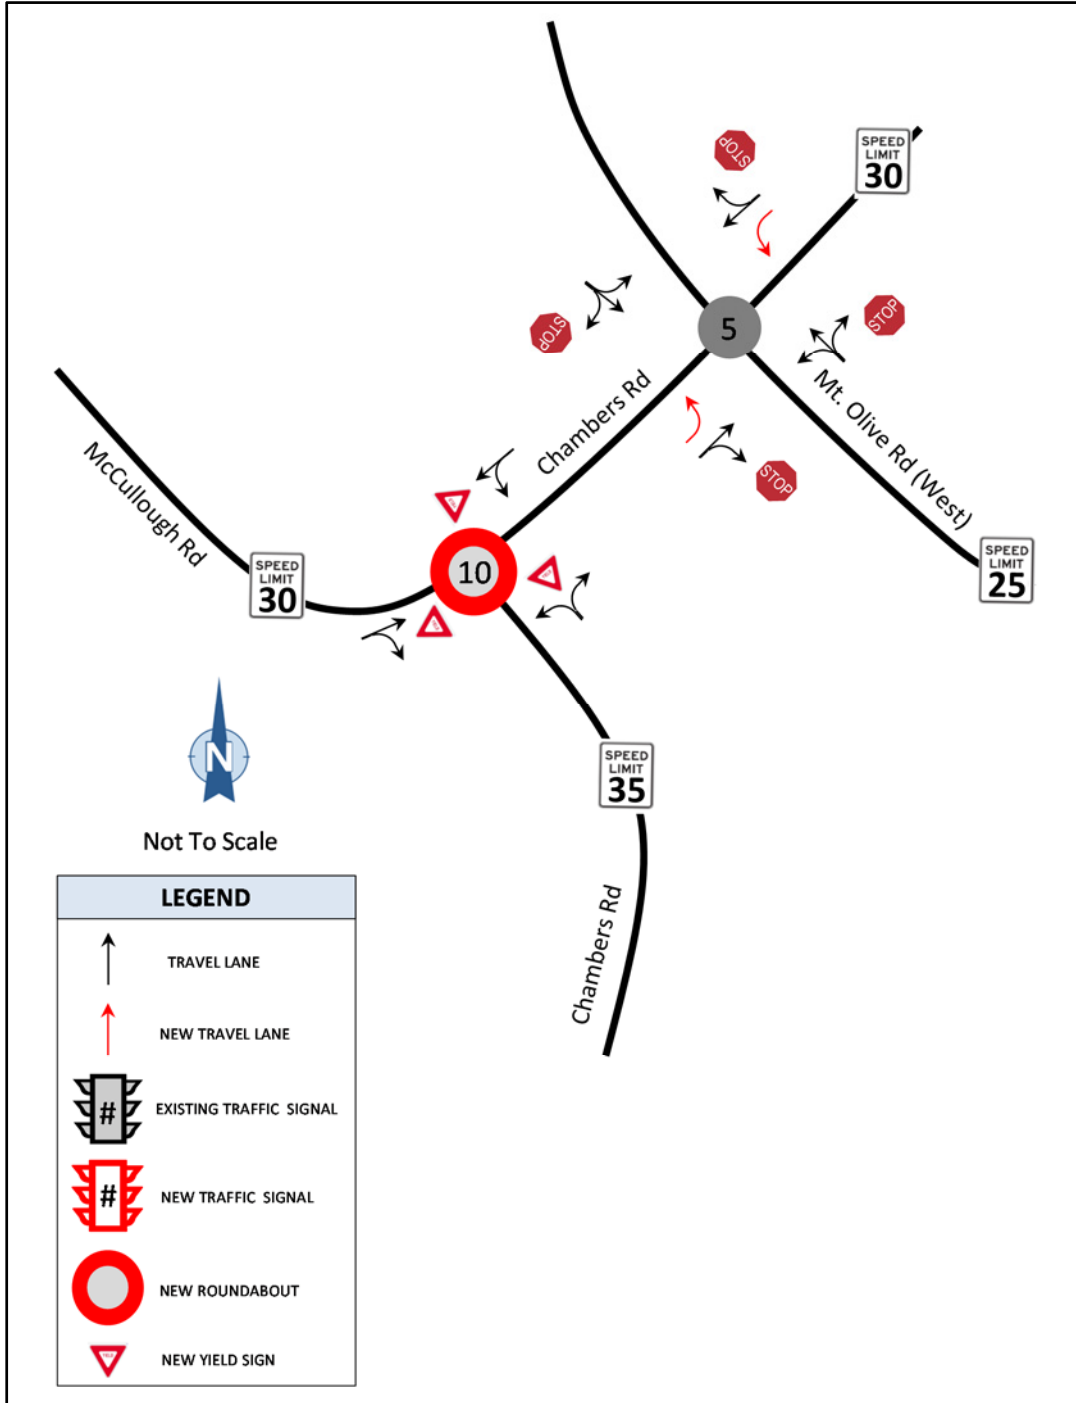 SPEED
LIMIT
30
STOP
STOP
STOP
5
Chambers Rd
Mt. Olive Rd (West)
STOP
McCullough Rd
10
SPEED
LIMIT
30
SPEED
LIMIT
25
N
SPEED
LIMIT
35
Not To Scale
Chambers Rd
LEGEND
TRAVEL LANE
NEW TRAVEL LANE
# EXISTING TRAFFIC SIGNAL
# NEW TRAFFIC SIGNAL
NEW ROUNDABOUT
NEW YIELD SIGN